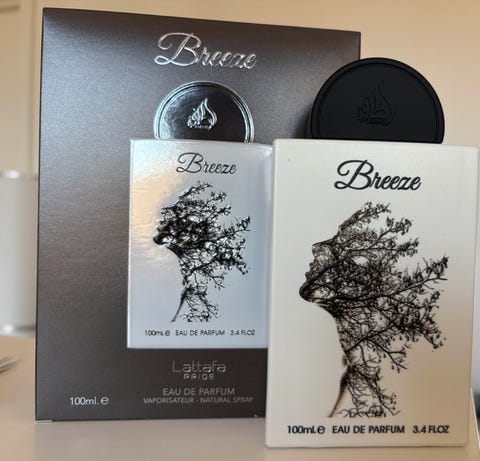 Breeze
Breeze
100ml.e EAU DE PARFUM 3.4 FL.OZ
Lattafa
PRIDE
EAU DE PARFUM
100ml. e VAPORISATEUR - NATURAL SPRAY
Breeze
100ml.e EAU DE PARFUM 3.4 FL.OZ